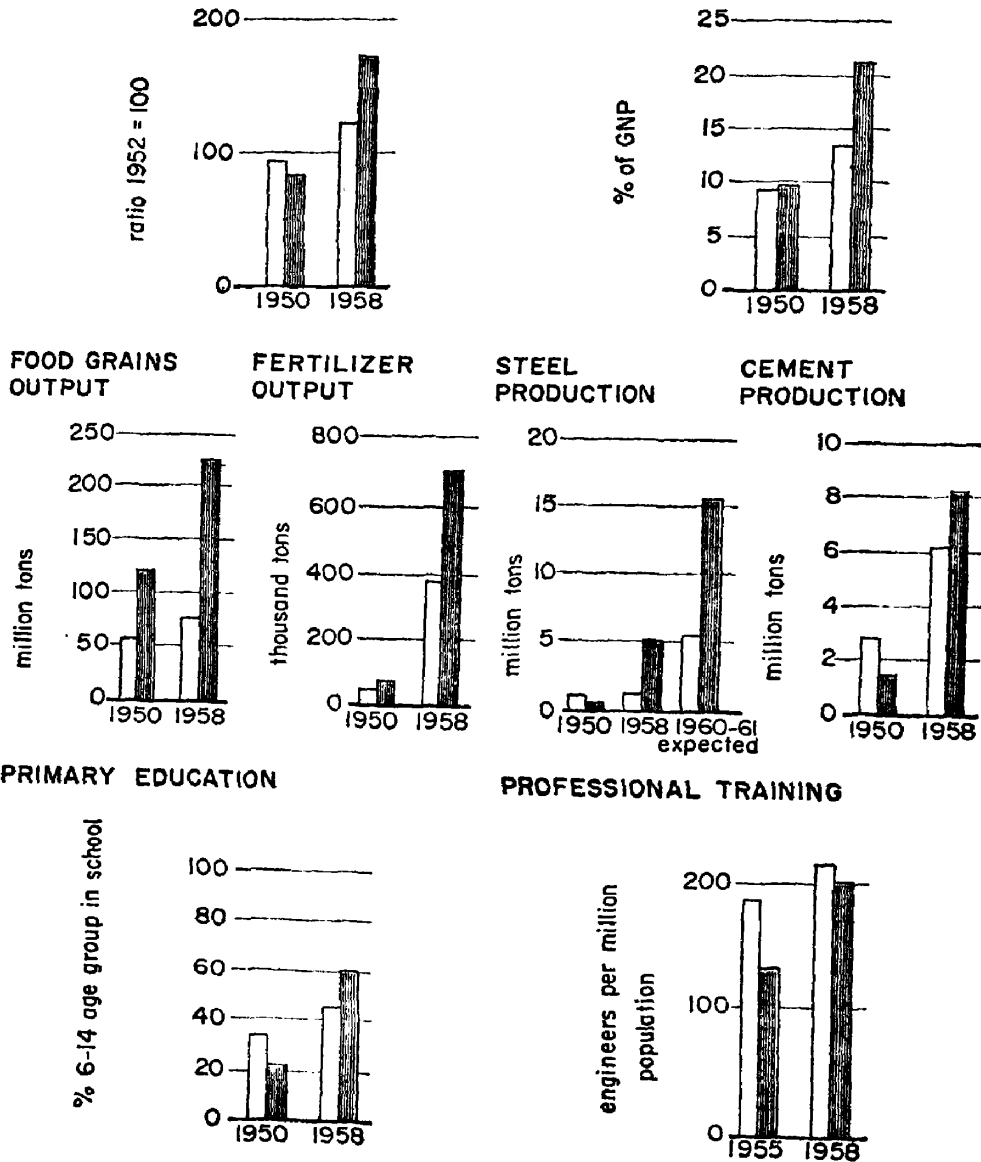 200
100
0
ratio 1952 = 100
1950 1958
25
20
15
10
5
0
% of GNP
1950 1958
FOOD GRAINS
OUTPUT
250
200
150
100
50
0
million tons
1950 1958
FERTILIZER
OUTPUT
800
600
400
200
0
thousand tons
1950 1958
STEEL
PRODUCTION
20
15
10
5
0
million tons
1950 1958 1960-61
expected
CEMENT
PRODUCTION
10
8
6
4
2
0
million tons
1950 1958
PRIMARY EDUCATION
100
80
60
40
20
0
% 6-14 age group in school
1950 1958
PROFESSIONAL TRAINING
200
100
0
engineers per million
population
1955 1958